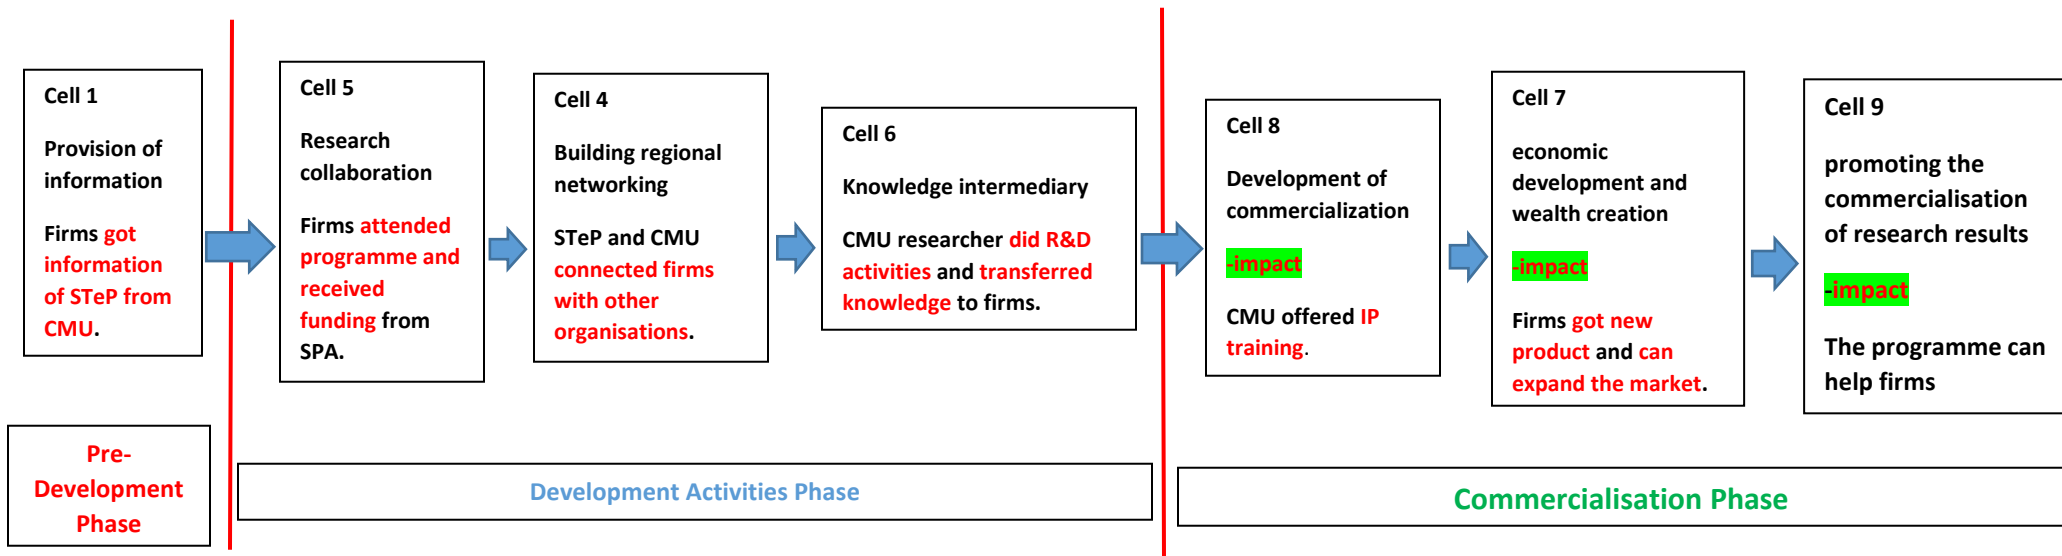 Cell 1
Provision of
information
Firms got
information
of STeP from
CMU.
Cell 5
Research
collaboration
Firms attended
programme and
received
funding from
SPA.
Cell 4
Building regional
networking
STeP and CMU
connected firms
with other
organisations.
Cell 6
Knowledge intermediary
CMU researcher did R&D
activities and transferred
knowledge to firms.
Cell 8
Development of
commercialization
-impact
CMU offered IP
training.
Cell 7
economic
development and
wealth creation
-impact
Firms got new
product and can
expand the market.
Cell 9
promoting the
commercialisation
of research results
-impact
The programme can
help firms
Pre-
Development
Phase
Development Activities Phase
Commercialisation Phase